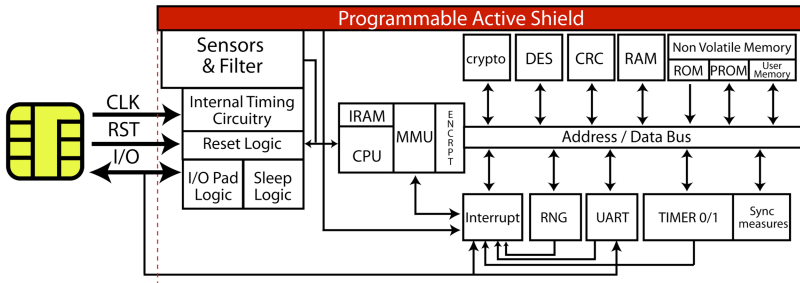 Programmable Active Shield
Sensors
& Filter
crypto
DES
CRC
RAM
Non Volatile Memory
ROM
PROM
User
Memory
CLK
RST
I/O
Internal Timing
Circuitry
Reset Logic
I/O Pad
Logic
Sleep
Logic
IRAM
CPU
MMU
ENCRPT
Address / Data Bus
Interrupt
RNG
UART
TIMER 0/1
Sync
measures